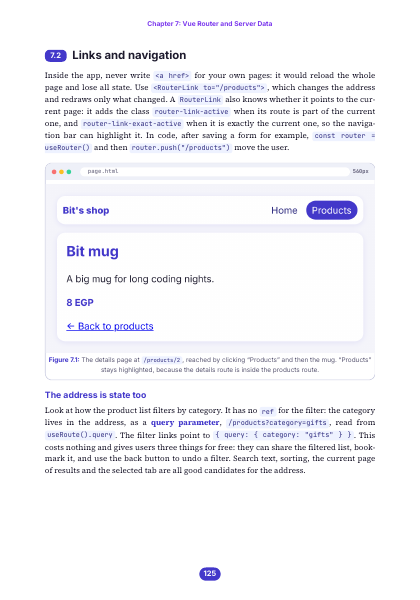 Chapter 7: Vue Router and Server Data
7.2 Links and navigation
Inside the app, never write <a href> for your own pages: it would reload the whole
page and lose all state. Use <RouterLink to="/products">, which changes the address
and redraws only what changed. A RouterLink also knows whether it points to the cur-
rent page: it adds the class router-link-active when its route is part of the current
one, and router-link-exact-active when it is exactly the current one, so the naviga-
tion bar can highlight it. In code, after saving a form for example, const router =
useRouter() and then router.push("/products") move the user.
page.html 560px
Bit's shop Home Products
Bit mug
A big mug for long coding nights.
8 EGP
← Back to products
Figure 7.1: The details page at /products/2, reached by clicking "Products" and then the mug. "Products"
stays highlighted, because the details route is inside the products route.
The address is state too
Look at how the product list filters by category. It has no ref for the filter: the category
lives in the address, as a query parameter, /products?category=gifts, read from
useRoute().query. The filter links point to { query: { category: "gifts" } }. This
costs nothing and gives users three things for free: they can share the filtered list, book-
mark it, and use the back button to undo a filter. Search text, sorting, the current page
of results and the selected tab are all good candidates for the address.
125